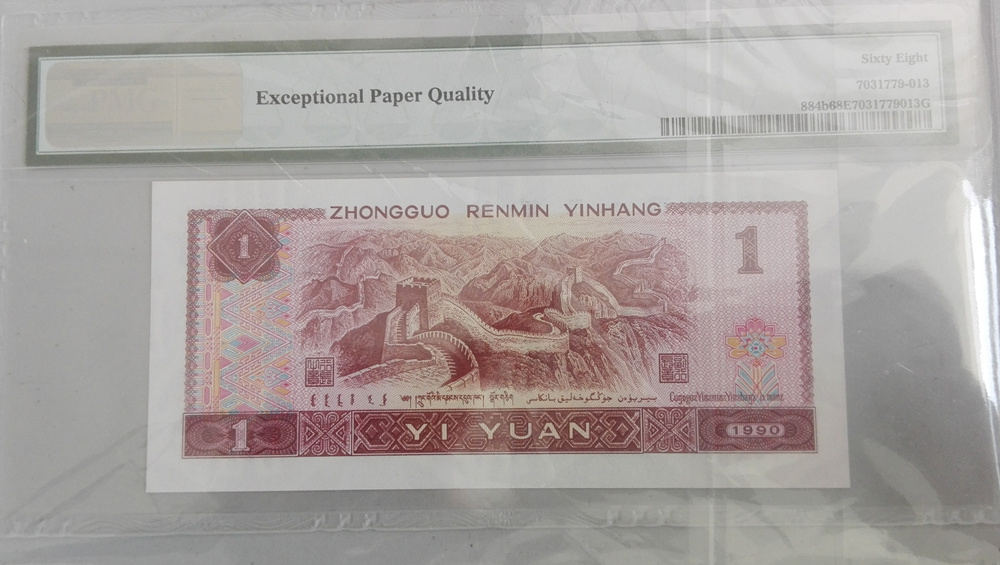 Sixty Eight
7031779-013
Exceptional Paper Quality
884b68E7031779013G
ZHONGGUO RENMIN YINHANG
1
1
1 YI YUAN 1990